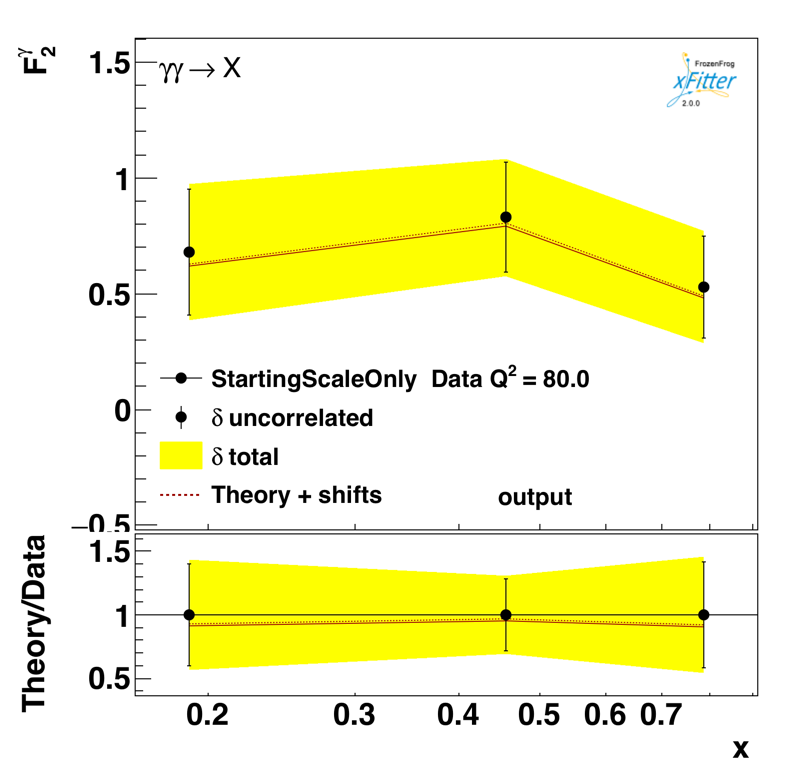 F₂^γ
1.5
γγ → X
FrozenFrog
xFitter
2.0.0
1
0.5
StartingScaleOnly Data Q² = 80.0
0
δ uncorrelated
δ total
Theory + shifts
output
−0.5
Theory/Data
1.5
1
0.5
0.2 0.3 0.4 0.5 0.6 0.7
x